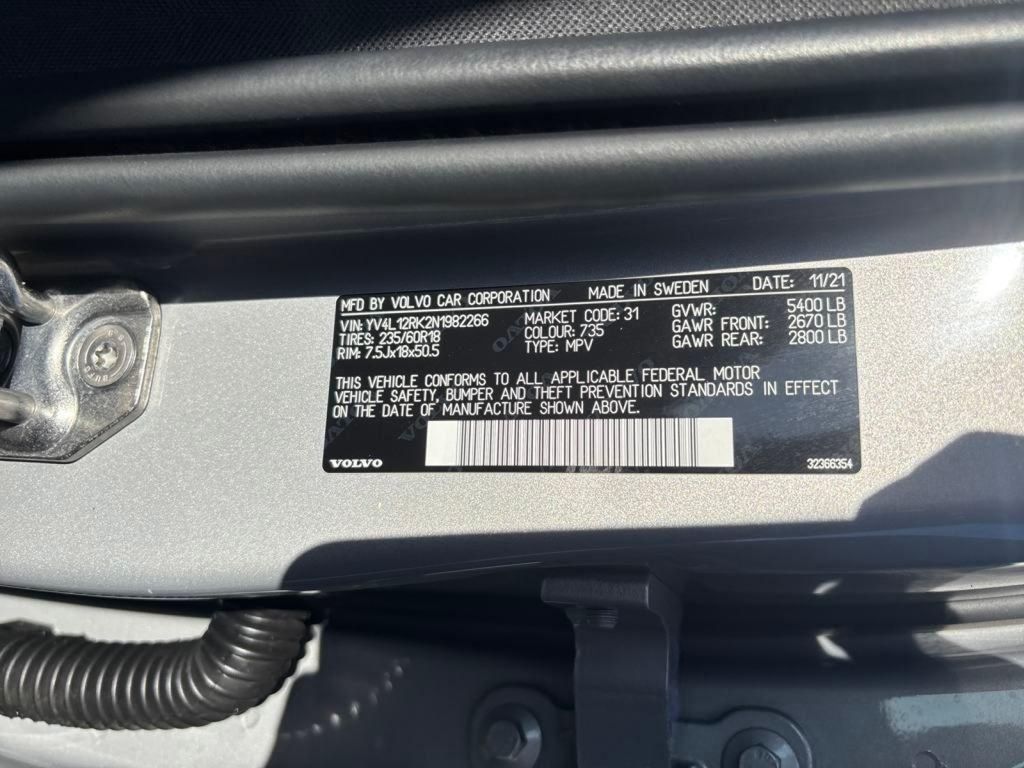 MFD BY VOLVO CAR CORPORATION MADE IN SWEDEN DATE: 11/21
VIN: YV4L12RK2N1982266 MARKET CODE: 31 GVWR: 5400 LB
TIRES: 235/60R18 COLOUR: 735 GAWR FRONT: 2670 LB
RIM: 7.5Jx18x50.5 TYPE: MPV GAWR REAR: 2800 LB
THIS VEHICLE CONFORMS TO ALL APPLICABLE FEDERAL MOTOR
VEHICLE SAFETY, BUMPER AND THEFT PREVENTION STANDARDS IN EFFECT
ON THE DATE OF MANUFACTURE SHOWN ABOVE.
VOLVO 32366354